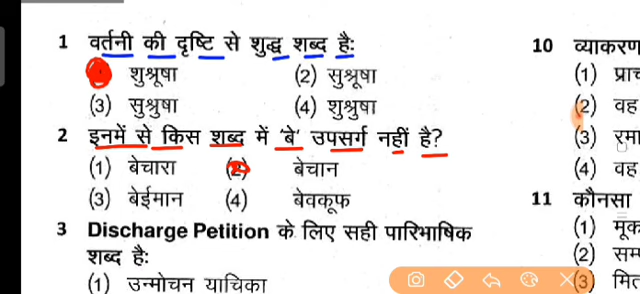 1 वर्तनी की दृष्टि से शुद्ध शब्द है:
शुश्रूषा (2) सुश्रूषा
(3) सुश्रुषा (4) शुश्रुषा
2 इनमें से किस शब्द में 'बे' उपसर्ग नहीं है?
(1) बेचारा (2) बेचान
(3) बेईमान (4) बेवकूफ
3 Discharge Petition के लिए सही पारिभाषिक
शब्द है:
(1) उन्मोचन याचिका
10 व्याकरण
(1) प्राच
(2) वह
(3) रमा
(4) वह
11 कौनसा
(1) मूक
(2) सम
(3) मित